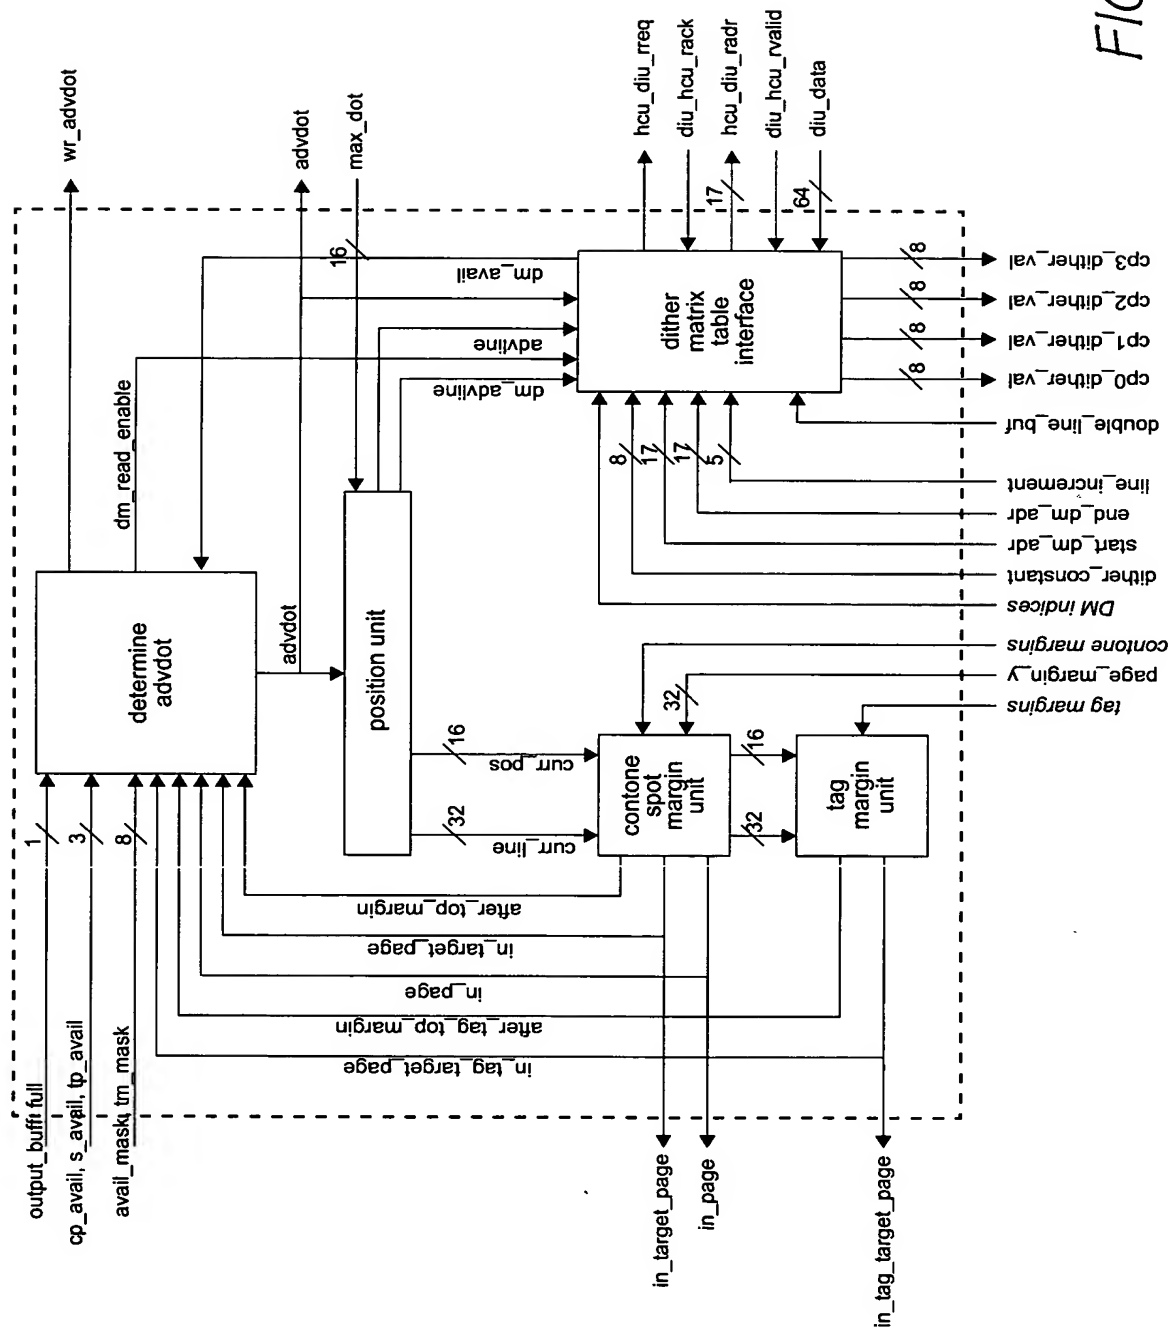 FIG
wr_advdot
advdot
max_dot
hcu_diu_rreq
diu_hcu_rack
hcu_diu_radr
diu_hcu_rvalid
diu_data
16
17
64
dm_read_enable
dm_avail
advline
dm_advline
determine
advdot
advdot
position unit
dither
matrix
table
interface
8
8
8
8
cp3_dither_val
cp2_dither_val
cp1_dither_val
cp0_dither_val
double_line_buf
line_increment
end_dm_adr
start_dm_adr
dither_constant
DM indices
contone margins
page_margin_y
tag margins
8
17
17
5
32
16
curr_pos
32
curr_line
contone
spot
margin
unit
16
32
tag
margin
unit
1
3
8
output_buff full
cp_avail, s_avail, tp_avail
avail_mask, tm_mask
after_top_margin
in_target_page
in_page
after_tag_top_margin
in_tag_target_page
in_target_page
in_page
in_tag_target_page